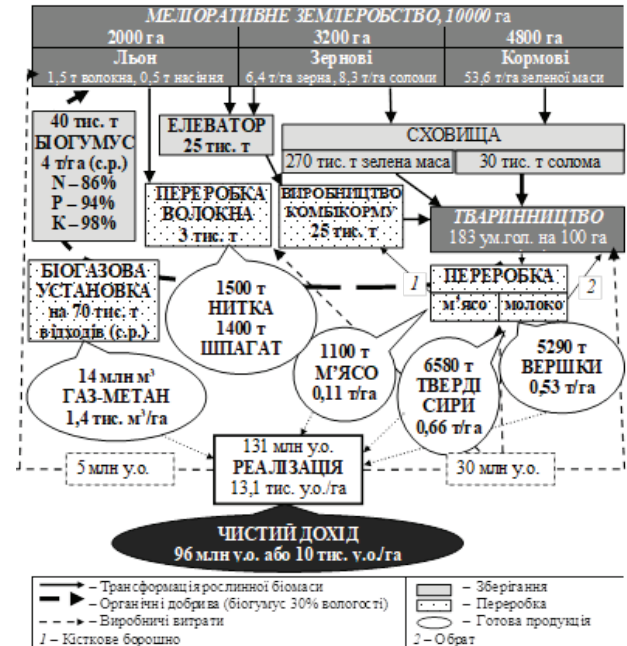 МЕЛІОРАТИВНЕ ЗЕМЛЕРОБСТВО, 10000 га
2000 га
3200 га
4800 га
Льон
Зернові
Кормові
1,5 т волокна, 0,5 т насіння
6,4 т/га зерна, 8,3 т/га соломи
53,6 т/га зеленої маси
40 тис. т
БІОГУМУС
4 т/га (с.р.)
N – 86%
P – 94%
K – 98%
ЕЛЕВАТОР
25 тис. т
СХОВИЩА
270 тис. т зелена маса
30 тис. т солома
ПЕРЕРОБКА
ВОЛОКНА
3 тис. т
ВИРОБНИЦТВО
КОМБІКОРМУ
25 тис. т
ТВАРИННИЦТВО
183 ум.гол. на 100 га
БІОГАЗОВА
УСТАНОВКА
на 70 тис. т
відходів (с.р.)
1500 т
НИТКА
1400 т
ШПАГАТ
1
ПЕРЕРОБКА
2
м'ясо
молоко
14 млн м³
ГАЗ-МЕТАН
1,4 тис. м³/га
1100 т
М'ЯСО
0,11 т/га
6580 т
ТВЕРДІ
СИРИ
0,66 т/га
5290 т
ВЕРШКИ
0,53 т/га
5 млн у.о.
131 млн у.о.
РЕАЛІЗАЦІЯ
13,1 тис. у.о./га
30 млн у.о.
ЧИСТИЙ ДОХІД
96 млн у.о. або 10 тис. у.о./га
– Трансформація рослинної біомаси
– Органічні добрива (біогумус 30% вологості)
– Виробничі витрати
1 – Кісткове борошно
– Зберігання
– Переробка
– Готова продукція
2 – Обрат